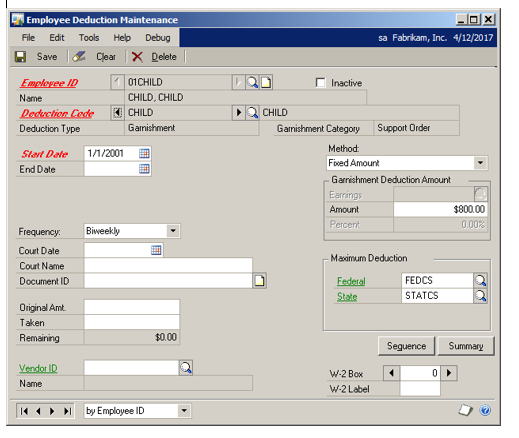 Employee Deduction Maintenance
File Edit Tools Help Debug sa Fabrikam, Inc. 4/12/2017
Save Clear Delete
Employee ID 01CHILD Inactive
Name CHILD, CHILD
Deduction Code CHILD CHILD
Deduction Type Garnishment Garnishment Category Support Order
Start Date 1/1/2001
End Date
Method:
Fixed Amount
Garnishment Deduction Amount
Earnings
Amount $800.00
Percent 0.00%
Frequency: Biweekly
Court Date
Court Name
Document ID
Maximum Deduction
Federal FEDCS
State STATCS
Original Amt.
Taken
Remaining $0.00
Sequence Summary
Vendor ID
Name
W-2 Box 0
W-2 Label
by Employee ID